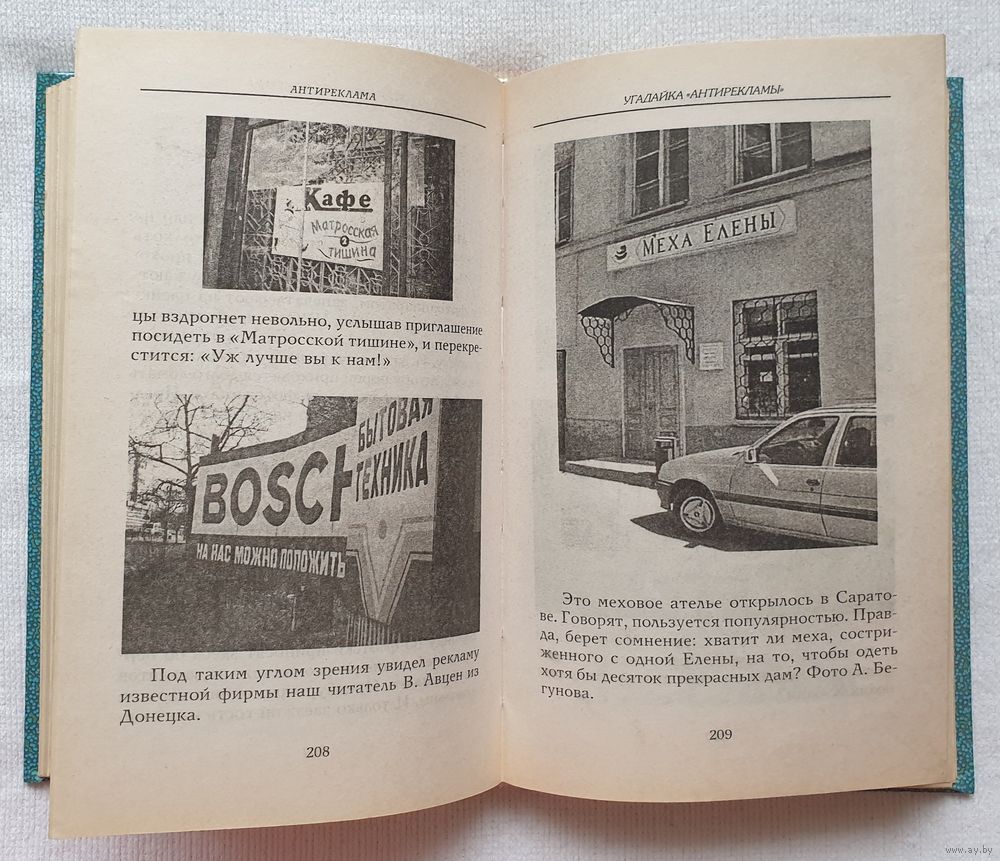 АНТИРЕКЛАМА
Кафе
Матросская
тишина
цы вздрогнет невольно, услышав приглашение
посидеть в «Матросской тишине», и перекре-
стится: «Уж лучше вы к нам!»
BOSCH
БЫТОВАЯ
ТЕХНИКА
НА НАС МОЖНО ПОЛОЖИТЬ
Под таким углом зрения увидел рекламу
известной фирмы наш читатель В. Авцен из
Донецка.
208
УГАДАЙКА «АНТИРЕКЛАМЫ»
МЕХА ЕЛЕНЫ
Это меховое ателье открылось в Сарато-
ве. Говорят, пользуется популярностью. Прав-
да, берет сомнение: хватит ли меха, состри-
женного с одной Елены, на то, чтобы одеть
хотя бы десяток прекрасных дам? Фото А. Бе-
гунова.
209
www.ay.by